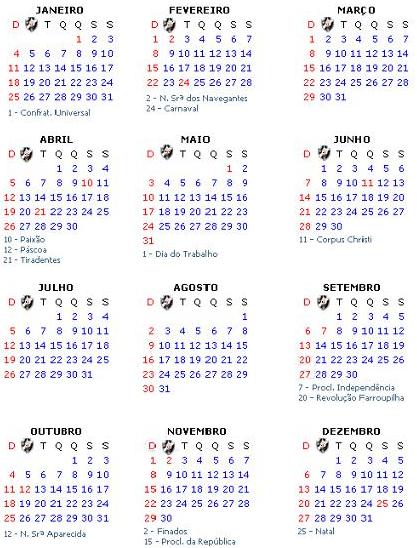 JANEIRO
D T Q Q S S
1 2 3
4 5 6 7 8 9 10
11 12 13 14 15 16 17
18 19 20 21 22 23 24
25 26 27 28 29 30 31
1 - Confrat. Universal
FEVEREIRO
D T Q Q S S
1 2 3 4 5 6 7
8 9 10 11 12 13 14
15 16 17 18 19 20 21
22 23 24 25 26 27 28
2 - N. Srª dos Navegantes
24 - Carnaval
MARÇO
D T Q Q S S
1 2 3 4 5 6 7
8 9 10 11 12 13 14
15 16 17 18 19 20 21
22 23 24 25 26 27 28
29 30 31
ABRIL
D T Q Q S S
1 2 3 4
5 6 7 8 9 10 11
12 13 14 15 16 17 18
19 20 21 22 23 24 25
26 27 28 29 30
10 - Paixão
12 - Páscoa
21 - Tiradentes
MAIO
D T Q Q S S
1 2
3 4 5 6 7 8 9
10 11 12 13 14 15 16
17 18 19 20 21 22 23
24 25 26 27 28 29 30
31
1 - Dia do Trabalho
JUNHO
D T Q Q S S
1 2 3 4 5 6
7 8 9 10 11 12 13
14 15 16 17 18 19 20
21 22 23 24 25 26 27
28 29 30
11 - Corpus Christi
JULHO
D T Q Q S S
1 2 3 4
5 6 7 8 9 10 11
12 13 14 15 16 17 18
19 20 21 22 23 24 25
26 27 28 29 30 31
AGOSTO
D T Q Q S S
1
2 3 4 5 6 7 8
9 10 11 12 13 14 15
16 17 18 19 20 21 22
23 24 25 26 27 28 29
30 31
SETEMBRO
D T Q Q S S
1 2 3 4 5
6 7 8 9 10 11 12
13 14 15 16 17 18 19
20 21 22 23 24 25 26
27 28 29 30
7 - Procl. Independência
20 - Revolução Farroupilha
OUTUBRO
D T Q Q S S
1 2 3
4 5 6 7 8 9 10
11 12 13 14 15 16 17
18 19 20 21 22 23 24
25 26 27 28 29 30 31
12 - N. Srª Aparecida
NOVEMBRO
D T Q Q S S
1 2 3 4 5 6 7
8 9 10 11 12 13 14
15 16 17 18 19 20 21
22 23 24 25 26 27 28
29 30
2 - Finados
15 - Procl. da República
DEZEMBRO
D T Q Q S S
1 2 3 4 5
6 7 8 9 10 11 12
13 14 15 16 17 18 19
20 21 22 23 24 25 26
27 28 29 30 31
25 - Natal